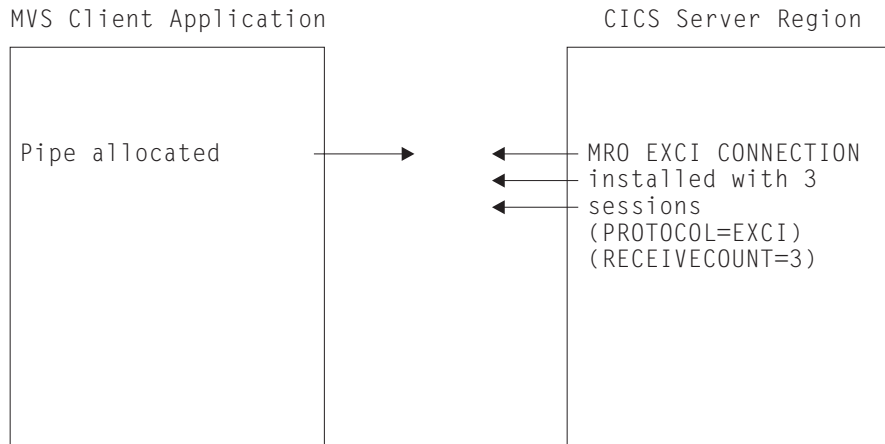 MVS Client Application
CICS Server Region
Pipe allocated
MRO EXCI CONNECTION
installed with 3
sessions
(PROTOCOL=EXCI)
(RECEIVECOUNT=3)